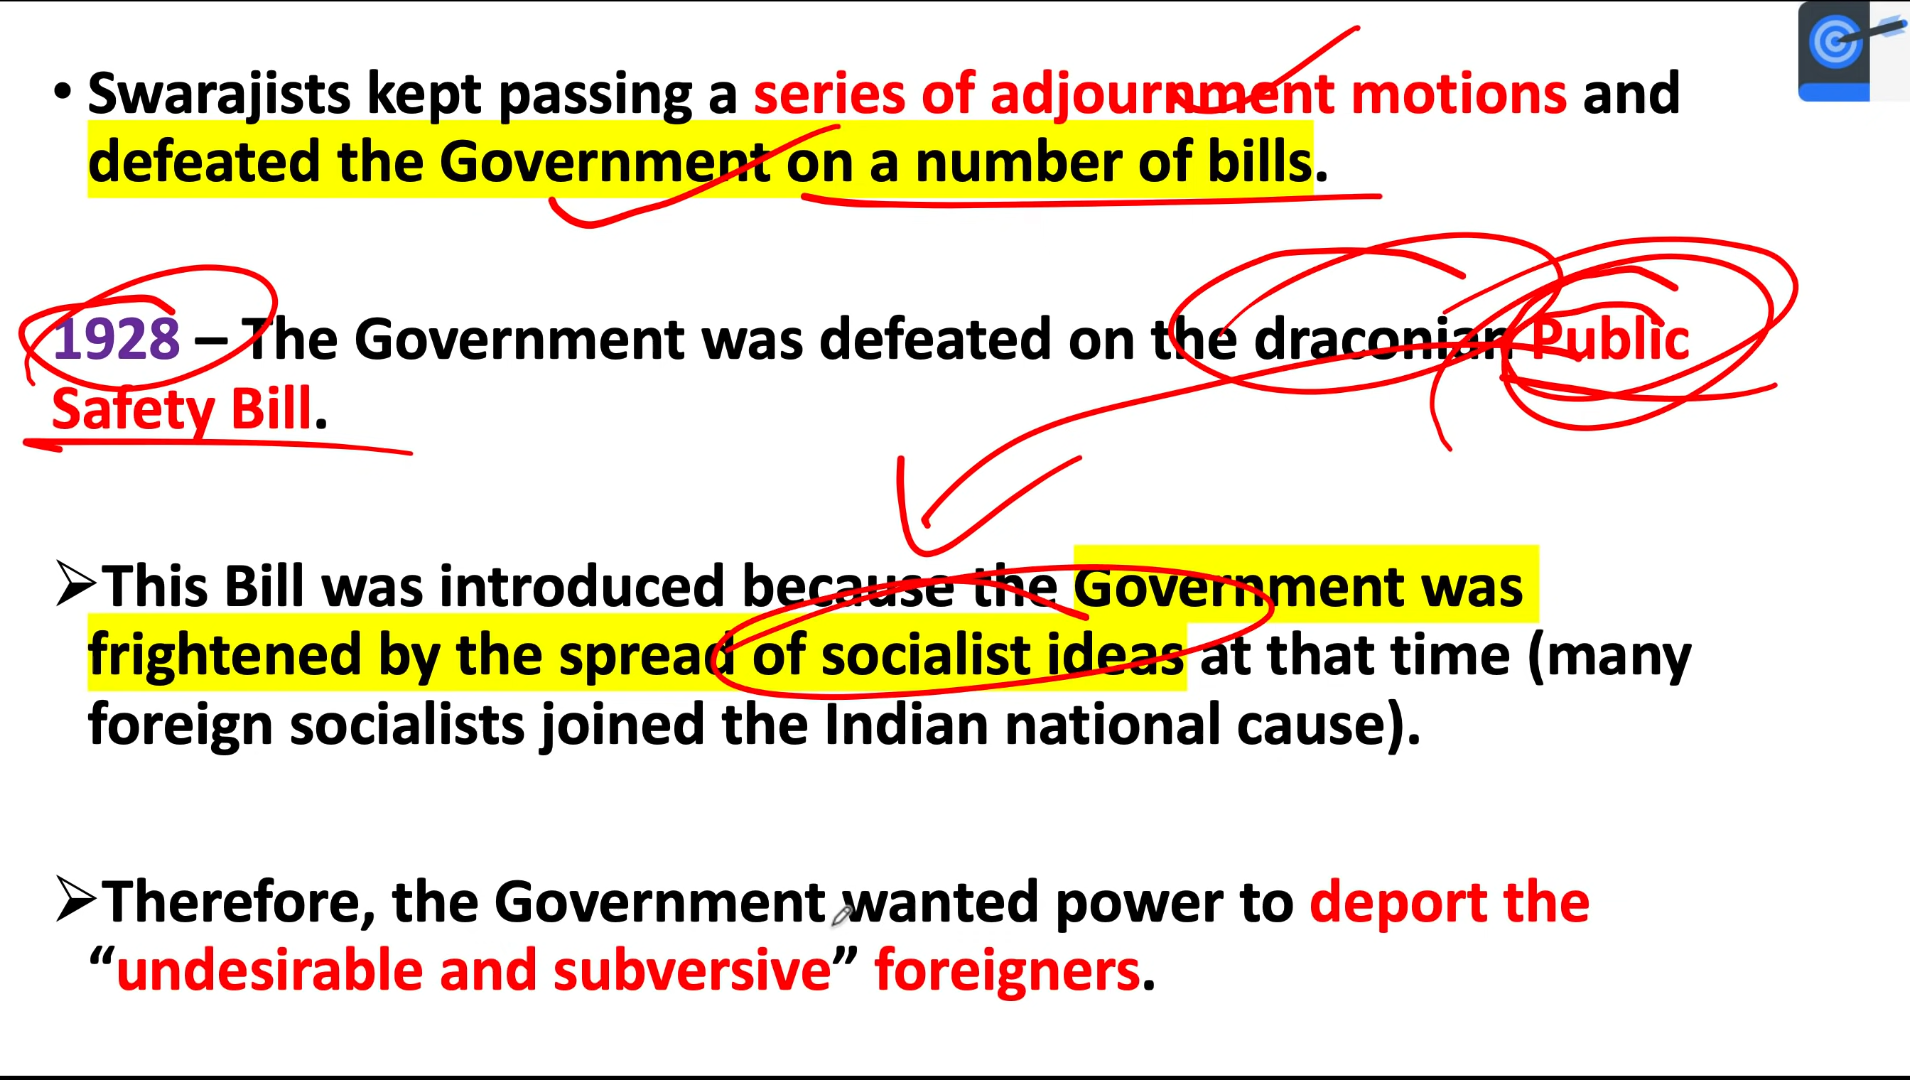 • Swarajists kept passing a series of adjournment motions and
defeated the Government on a number of bills.
1928 – The Government was defeated on the draconian Public
Safety Bill.
➢This Bill was introduced because the Government was
frightened by the spread of socialist ideas at that time (many
foreign socialists joined the Indian national cause).
➢Therefore, the Government wanted power to deport the
“undesirable and subversive” foreigners.